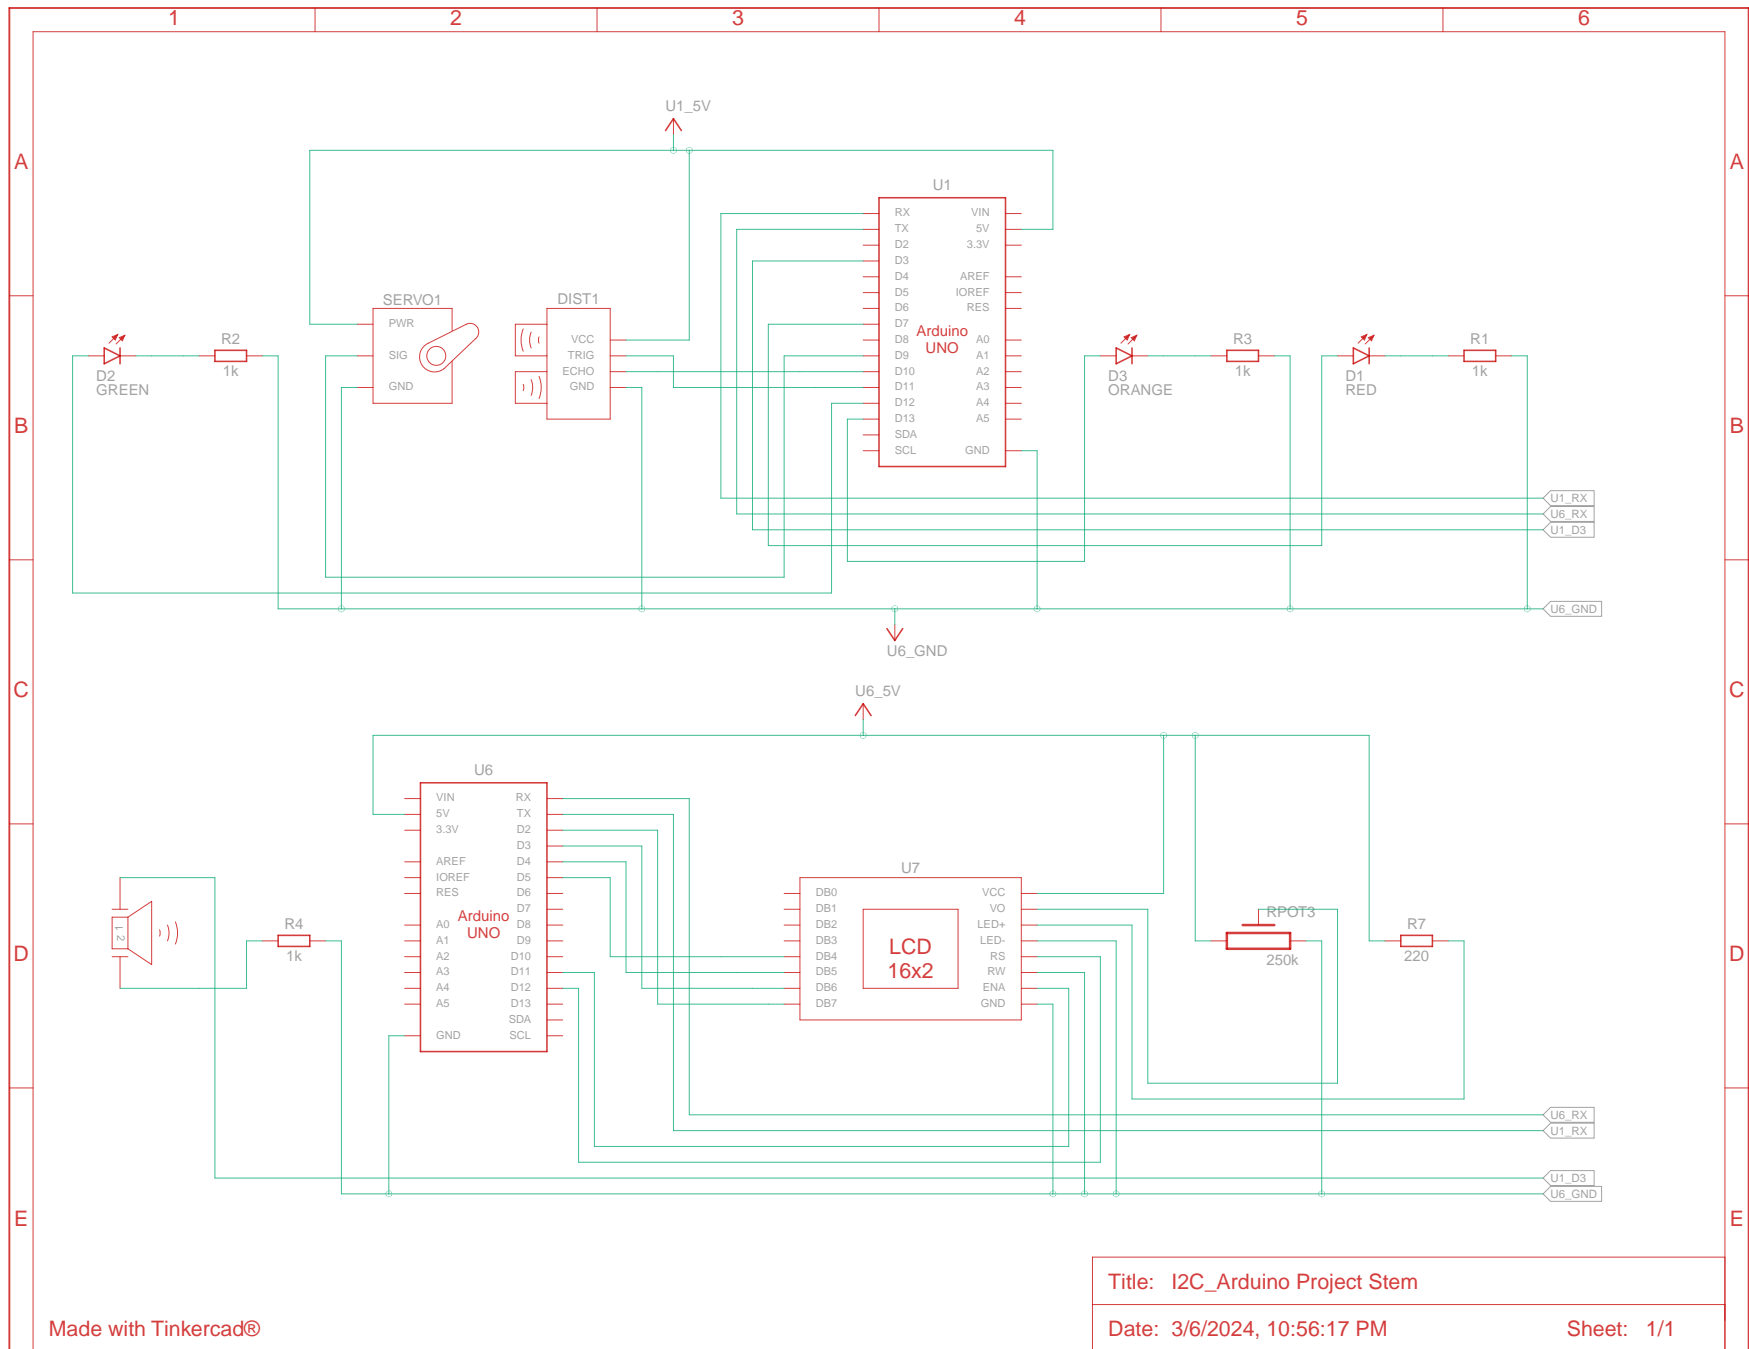 1 2 3 4 5 6
A A
B B
C C
D D
E E
U1_5V
U1
RX VIN
TX 5V
D2 3.3V
D3
D4 AREF
D5 IOREF
D6 RES
D7
Arduino
UNO
D8 A0
D9 A1
D10 A2
D11 A3
D12 A4
D13 A5
SDA
SCL GND
SERVO1
PWR
SIG
GND
DIST1
VCC
TRIG
ECHO
GND
D2
GREEN
R2
1k
D3
ORANGE
R3
1k
D1
RED
R1
1k
U1_RX
U6_RX
U1_D3
U6_GND
U6_GND
U6_5V
U6
VIN RX
5V TX
3.3V D2
D3
AREF D4
IOREF D5
RES D6
D7
Arduino
UNO
A0 D8
A1 D9
A2 D10
A3 D11
A4 D12
A5 D13
SDA
GND SCL
1 2
R4
1k
U7
DB0 VCC
DB1 VO
DB2 LED+
DB3 LED-
DB4 RS
DB5 RW
DB6 ENA
DB7 GND
LCD
16x2
RPOT3
250k
R7
220
U6_RX
U1_RX
U1_D3
U6_GND
Title: I2C_Arduino Project Stem
Date: 3/6/2024, 10:56:17 PM Sheet: 1/1
Made with Tinkercad®